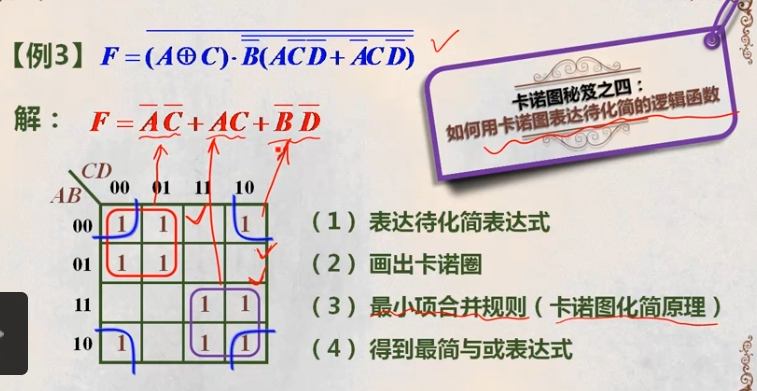 【例3】 F = \overline{(A⊕C)·\overline{\overline{B}(A\overline{C}\,\overline{D}+\overline{A}C\overline{D})}}
卡诺图秘笈之四：
如何用卡诺图表达待化简的逻辑函数
解： F = \overline{A}\,\overline{C} + AC + \overline{B}\,\overline{D}
CD
AB
00 01 11 10
00 1 1 1
01 1 1
11 1 1
10 1 1 1
（1）表达待化简表达式
（2）画出卡诺圈
（3）最小项合并规则（卡诺图化简原理）
（4）得到最简与或表达式